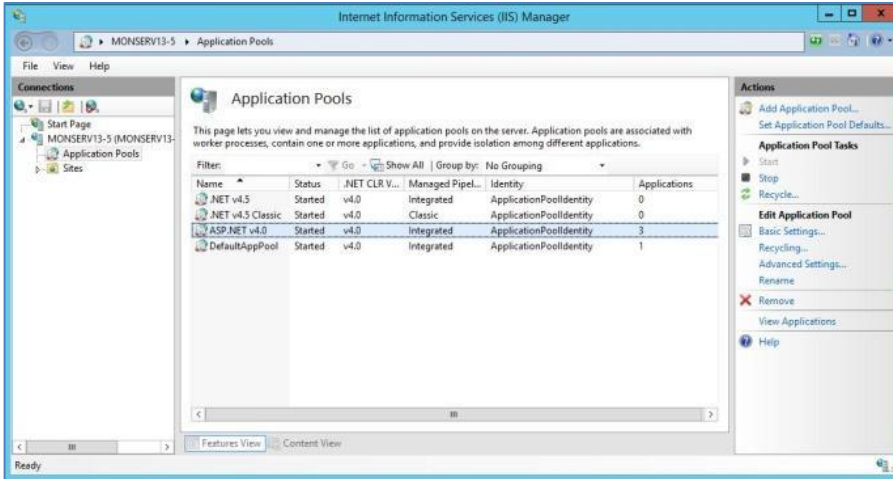 Internet Information Services (IIS) Manager
MONSERV13-5 Application Pools
File View Help
Connections
Start Page
MONSERV13-5 (MONSERV13-
Application Pools
Sites
Application Pools
This page lets you view and manage the list of application pools on the server. Application pools are associated with
worker processes, contain one or more applications, and provide isolation among different applications.
Filter: Go Show All Group by: No Grouping
Name Status .NET CLR V... Managed Pipel... Identity Applications
.NET v4.5 Started v4.0 Integrated ApplicationPoolIdentity 0
.NET v4.5 Classic Started v4.0 Classic ApplicationPoolIdentity 0
ASP.NET v4.0 Started v4.0 Integrated ApplicationPoolIdentity 3
DefaultAppPool Started v4.0 Integrated ApplicationPoolIdentity 1
Features View Content View
Actions
Add Application Pool...
Set Application Pool Defaults...
Application Pool Tasks
Start
Stop
Recycle...
Edit Application Pool
Basic Settings...
Recycling...
Advanced Settings...
Rename
Remove
View Applications
Help
Ready